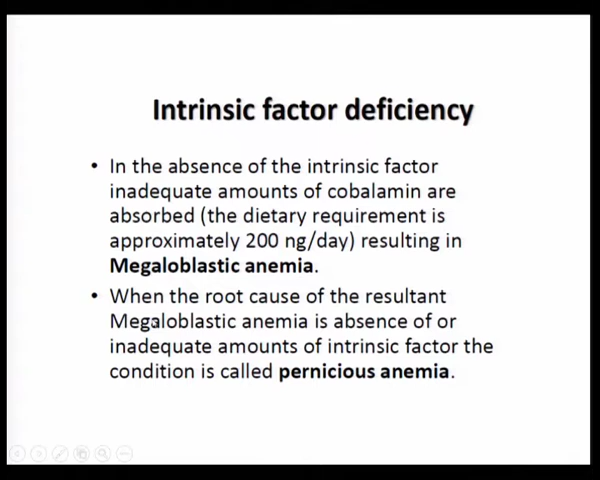 Intrinsic factor deficiency
• In the absence of the intrinsic factor
inadequate amounts of cobalamin are
absorbed (the dietary requirement is
approximately 200 ng/day) resulting in
Megaloblastic anemia.
• When the root cause of the resultant
Megaloblastic anemia is absence of or
inadequate amounts of intrinsic factor the
condition is called pernicious anemia.